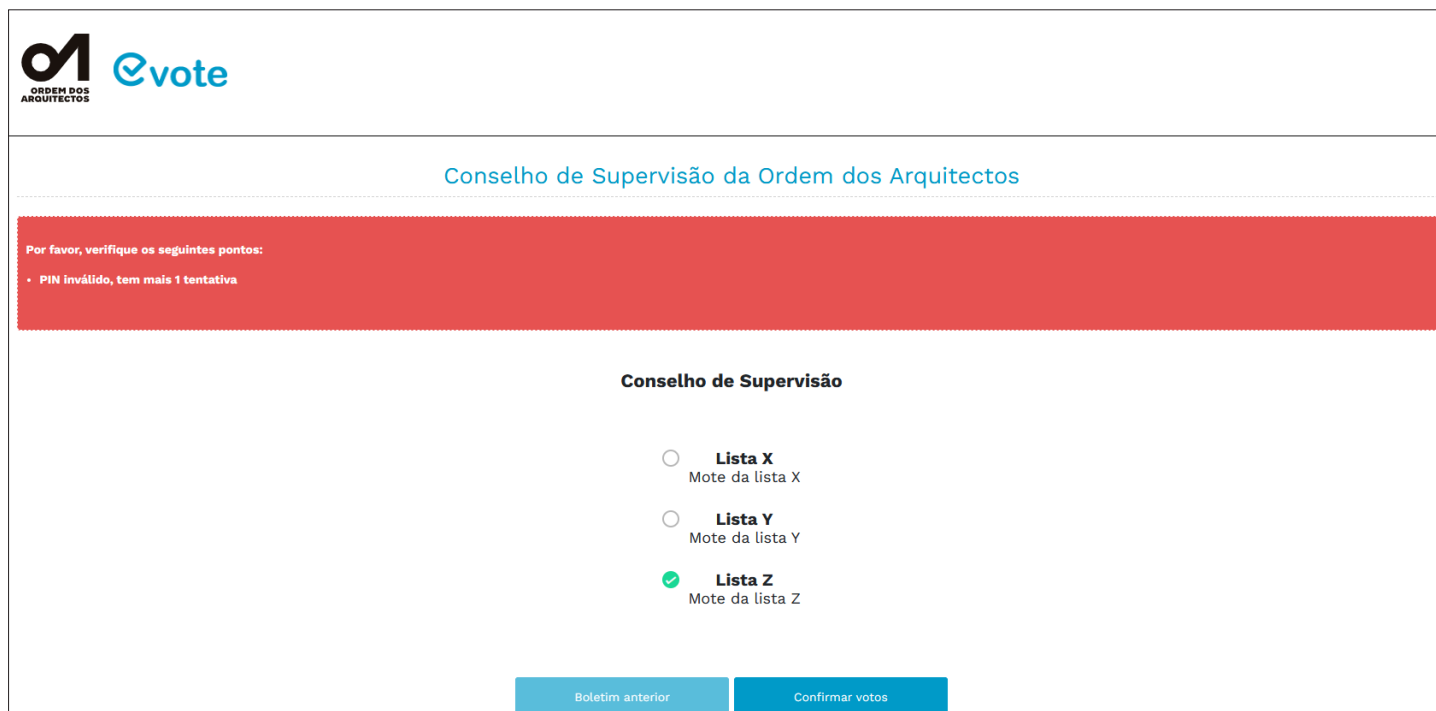 ORDEM DOS
ARQUITECTOS
evote
Conselho de Supervisão da Ordem dos Arquitectos
Por favor, verifique os seguintes pontos:
• PIN inválido, tem mais 1 tentativa
Conselho de Supervisão
Lista X
Mote da lista X
Lista Y
Mote da lista Y
Lista Z
Mote da lista Z
Boletim anterior Confirmar votos